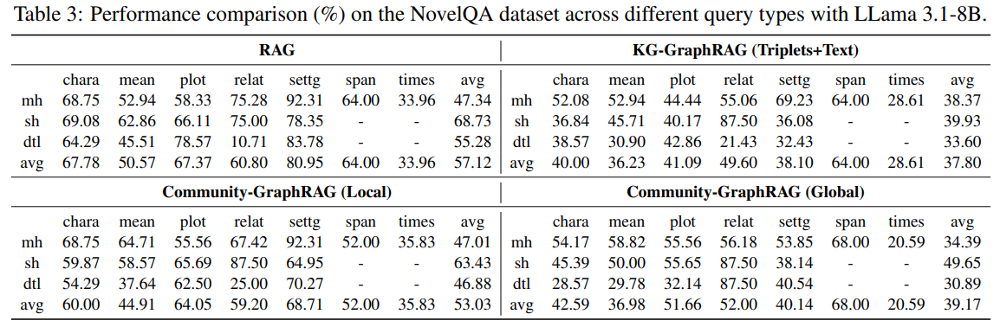 Table 3: Performance comparison (%) on the NovelQA dataset across different query types with LLama 3.1-8B.
RAG KG-GraphRAG (Triplets+Text)
chara mean plot relat settg span times avg chara mean plot relat settg span times avg
mh 68.75 52.94 58.33 75.28 92.31 64.00 33.96 47.34 mh 52.08 52.94 44.44 55.06 69.23 64.00 28.61 38.37
sh 69.08 62.86 66.11 75.00 78.35 - - 68.73 sh 36.84 45.71 40.17 87.50 36.08 - - 39.93
dtl 64.29 45.51 78.57 10.71 83.78 - - 55.28 dtl 38.57 30.90 42.86 21.43 32.43 - - 33.60
avg 67.78 50.57 67.37 60.80 80.95 64.00 33.96 57.12 avg 40.00 36.23 41.09 49.60 38.10 64.00 28.61 37.80
Community-GraphRAG (Local) Community-GraphRAG (Global)
chara mean plot relat settg span times avg chara mean plot relat settg span times avg
mh 68.75 64.71 55.56 67.42 92.31 52.00 35.83 47.01 mh 54.17 58.82 55.56 56.18 53.85 68.00 20.59 34.39
sh 59.87 58.57 65.69 87.50 64.95 - - 63.43 sh 45.39 50.00 55.65 87.50 38.14 - - 49.65
dtl 54.29 37.64 62.50 25.00 70.27 - - 46.88 dtl 28.57 29.78 32.14 87.50 40.54 - - 30.89
avg 60.00 44.91 64.05 59.20 68.71 52.00 35.83 53.03 avg 42.59 36.98 51.66 52.00 40.14 68.00 20.59 39.17